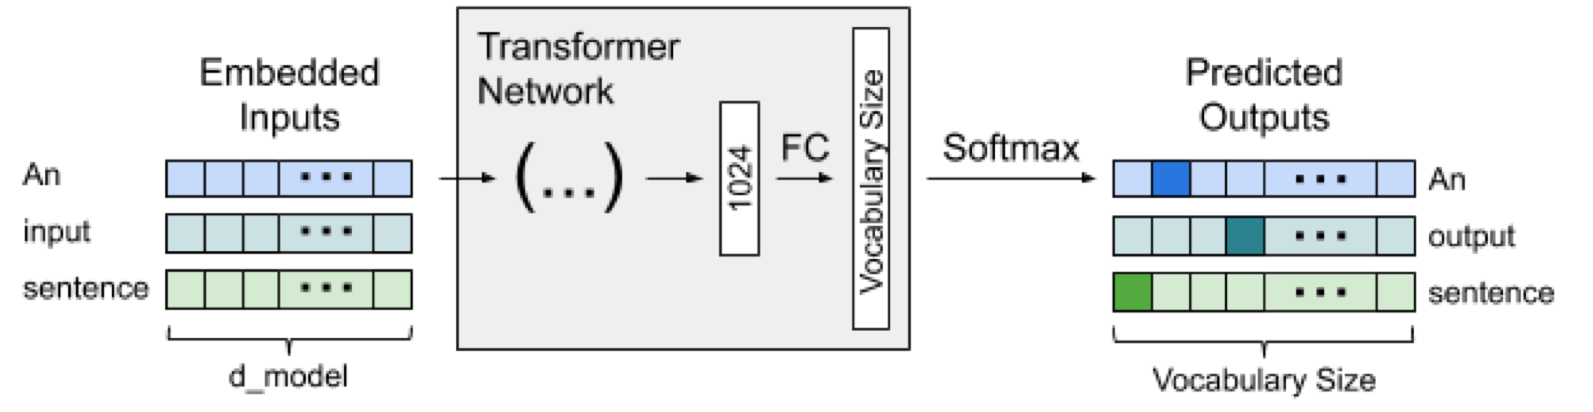 Embedded
Inputs
An
input
sentence
d_model
Transformer
Network
(...)
1024
FC
Vocabulary Size
Softmax
Predicted
Outputs
An
output
sentence
Vocabulary Size